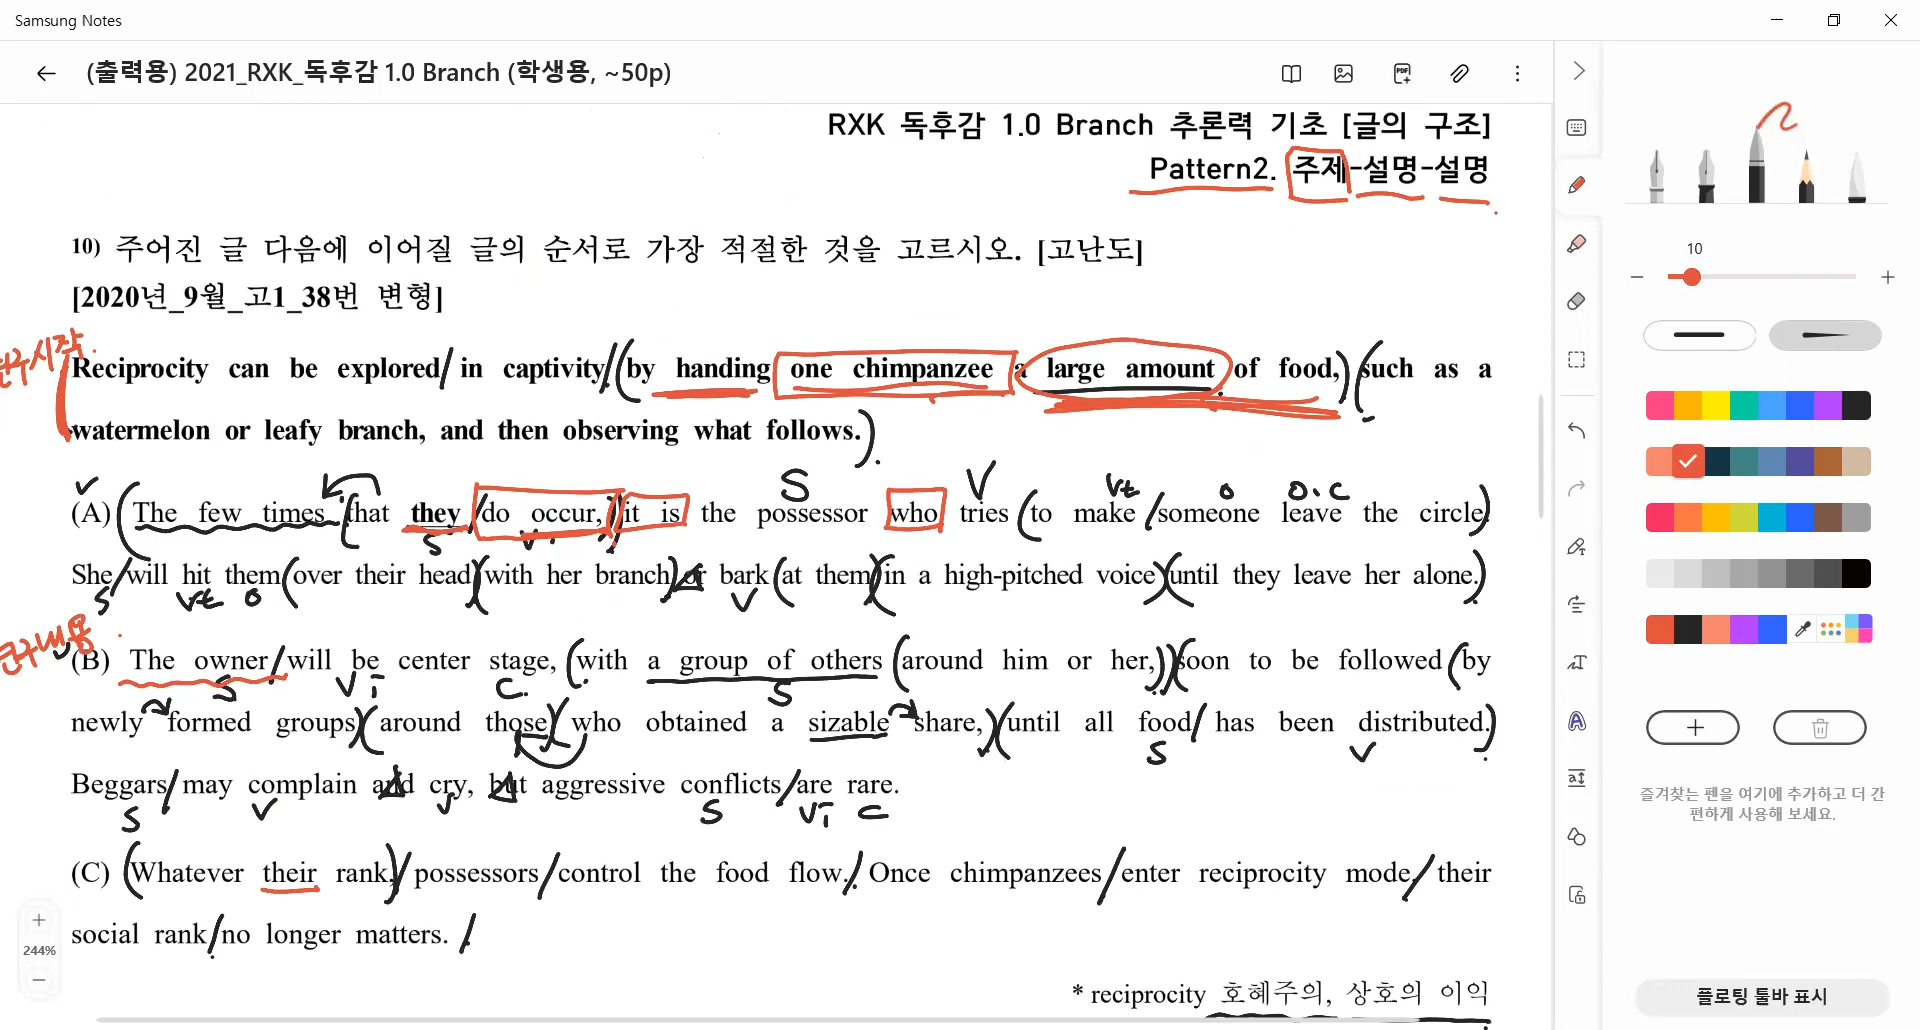 Samsung Notes
(출력용) 2021_RXK_독후감 1.0 Branch (학생용, ~50p)
RXK 독후감 1.0 Branch 추론력 기초 [글의 구조]
Pattern2. 주제-설명-설명
10) 주어진 글 다음에 이어질 글의 순서로 가장 적절한 것을 고르시오. [고난도]
[2020년_9월_고1_38번 변형]
Reciprocity can be explored in captivity by handing one chimpanzee a large amount of food, such as a
watermelon or leafy branch, and then observing what follows.
V
S V Vt O O.C
(A) The few times that they do occur, it is the possessor who tries to make someone leave the circle.
S V
She will hit them over their head with her branch or bark at them in a high-pitched voice until they leave her alone.
S Vt O V
(B) The owner will be center stage, with a group of others around him or her, soon to be followed by
S Vi C S
newly formed groups around those who obtained a sizable share, until all food has been distributed.
S V
Beggars may complain and cry, but aggressive conflicts are rare.
S V V S Vi C
(C) Whatever their rank, possessors control the food flow. Once chimpanzees enter reciprocity mode, their
social rank no longer matters.
* reciprocity 호혜주의, 상호의 이익
244%
10
즐겨찾는 펜을 여기에 추가하고 더 간
편하게 사용해 보세요.
플로팅 툴바 표시